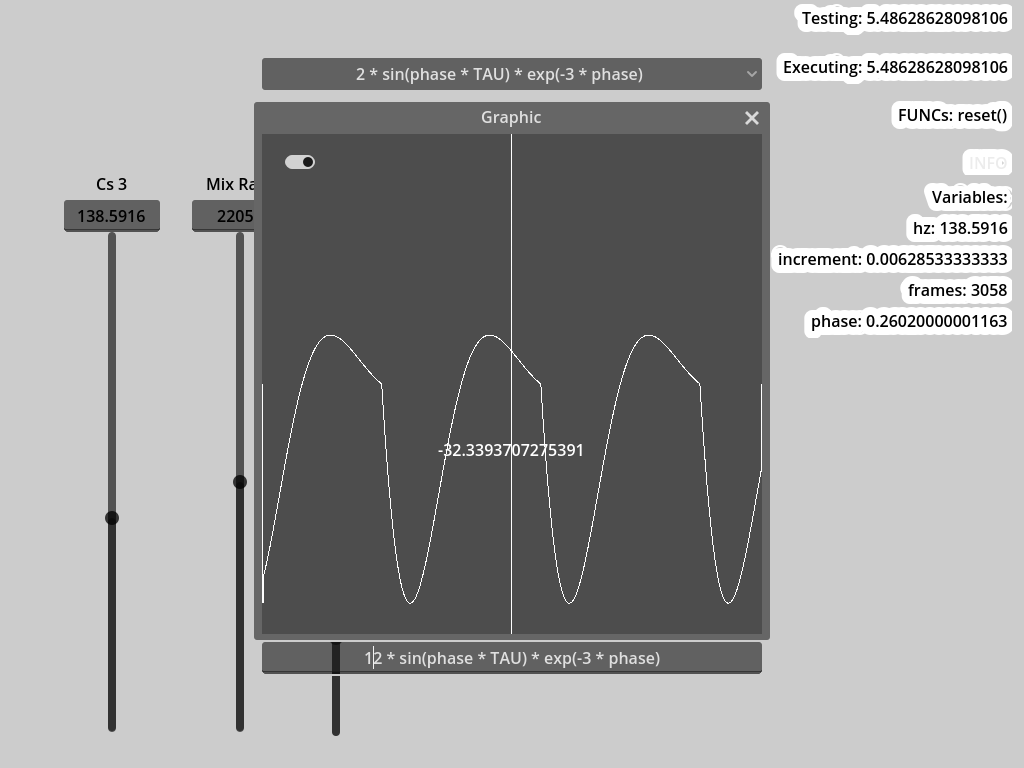 Testing: 5.48628628098106
2 * sin(phase * TAU) * exp(-3 * phase)
Executing: 5.48628628098106
Graphic
FUNCs: reset()
INFO
Cs 3
Mix Ra
Variables:
138.5916
2205
hz: 138.5916
increment: 0.00628533333333
frames: 3058
phase: 0.26020000001163
-32.3393707275391
12 * sin(phase * TAU) * exp(-3 * phase)